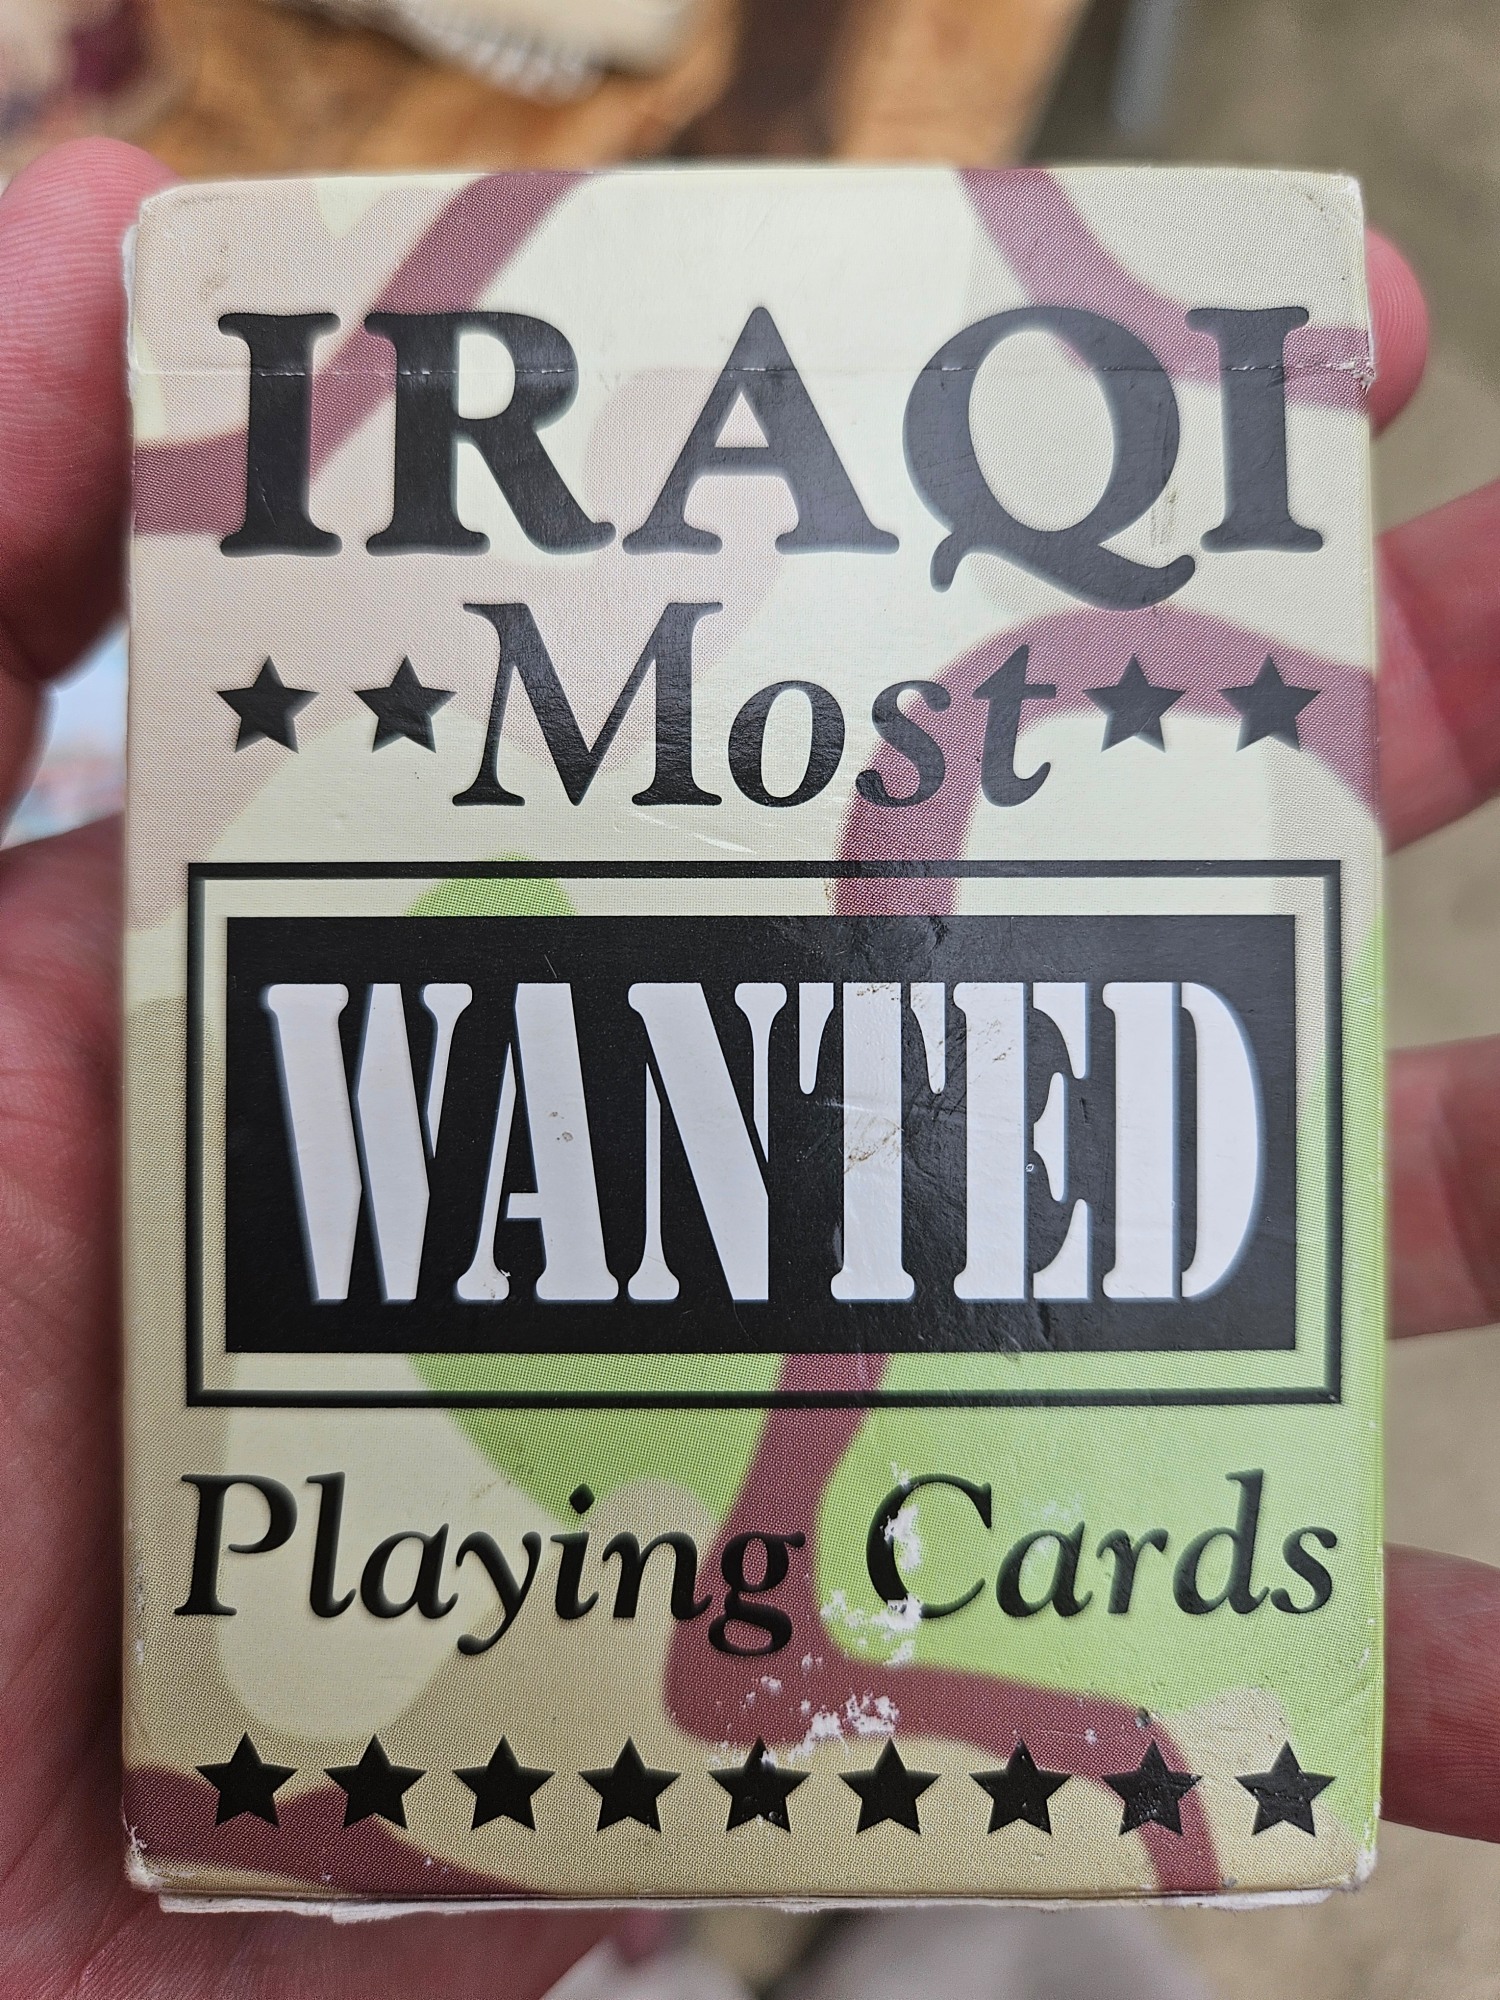 IRAQI
Most
WANTED
Playing Cards